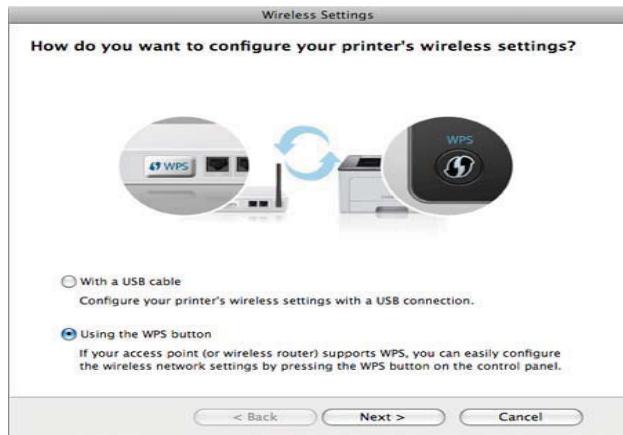 Wireless Settings
How do you want to configure your printer's wireless settings?
WPS
WPS
With a USB cable
Configure your printer's wireless settings with a USB connection.
Using the WPS button
If your access point (or wireless router) supports WPS, you can easily configure
the wireless network settings by pressing the WPS button on the control panel.
< Back
Next >
Cancel